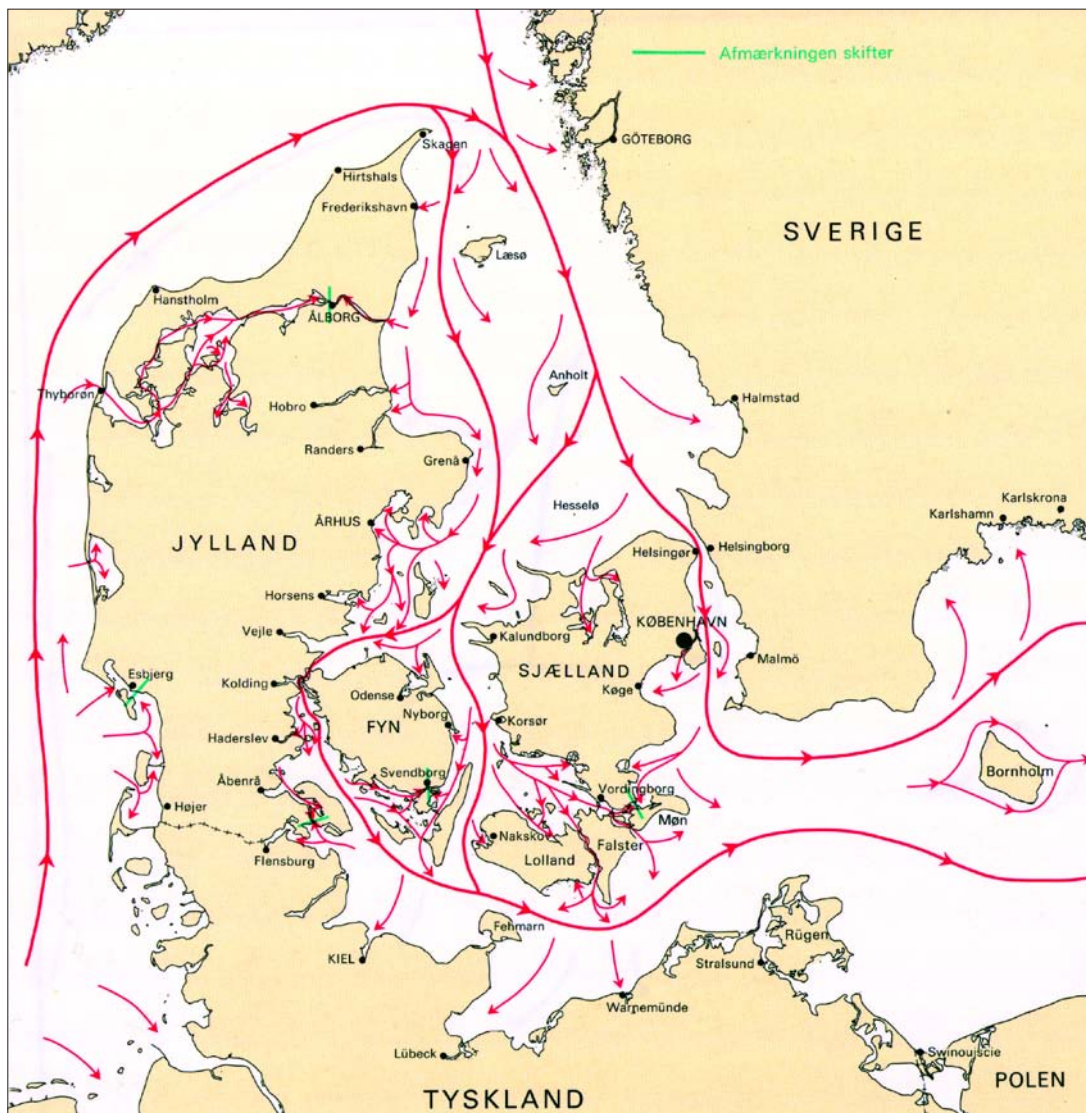 Afmærkningen skifter
GÖTEBORG
Skagen
Hirtshals
Frederikshavn
SVERIGE
Læsø
Hanstholm
ÅLBORG
Anholt
Thyborøn
Halmstad
Hobro
Randers
Grenå
Hesselø
Karlskrona
Karlshamn
ÅRHUS
JYLLAND
Helsingør
Helsingborg
Horsens
Vejle
Kalundborg
KØBENHAVN
SJÆLLAND
Malmö
Esbjerg
Kolding
Odense
Køge
Nyborg
FYN
Korsør
Haderslev
Åbenrå
Svendborg
Bornholm
Vordingborg
Højer
Møn
Nakskov
Falster
Lolland
Flensburg
Fehmarn
Rügen
KIEL
Stralsund
Warnemünde
Lübeck
Swinoujscie
POLEN
TYSKLAND